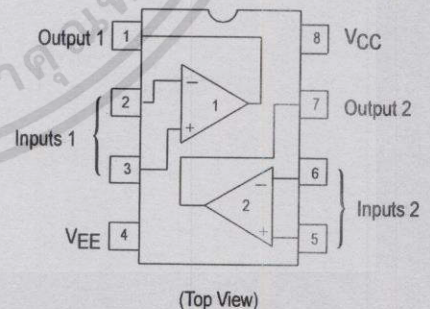 Output 1
1
8
VCC
2
−
1
7
Output 2
Inputs 1
+
3
6
−
2
Inputs 2
VEE
4
+
5
(Top View)